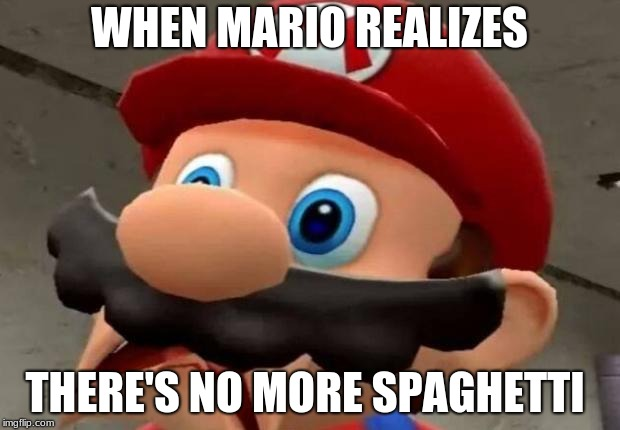 WHEN MARIO REALIZES
THERE'S NO MORE SPAGHETTI
imgflip.com